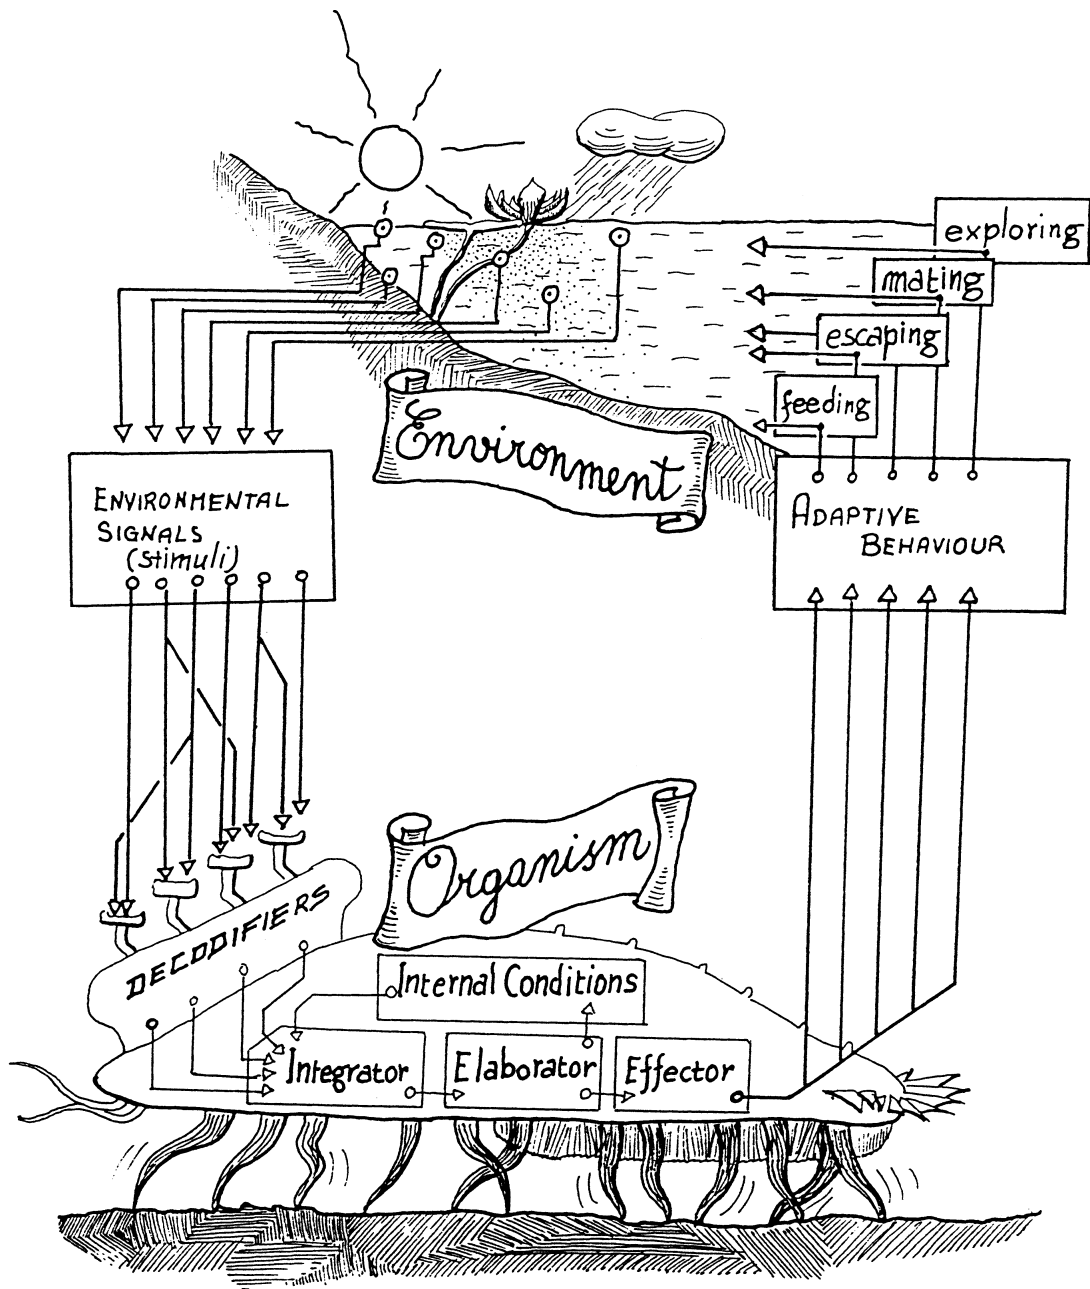 exploring
mating
escaping
feeding
Environment
ENVIRONMENTAL
SIGNALS
(stimuli)
ADAPTIVE
BEHAVIOUR
Organism
DECODIFIERS
Internal Conditions
Integrator
Elaborator
Effector